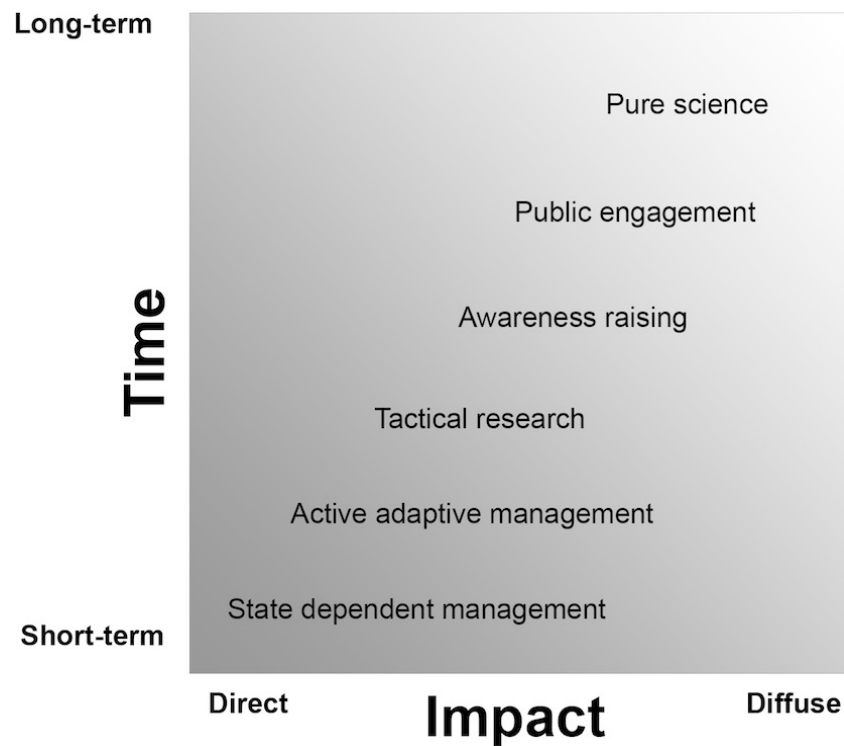 Long-term
Pure science
Public engagement
Awareness raising
Time
Tactical research
Active adaptive management
State dependent management
Short-term
Direct
Impact
Diffuse